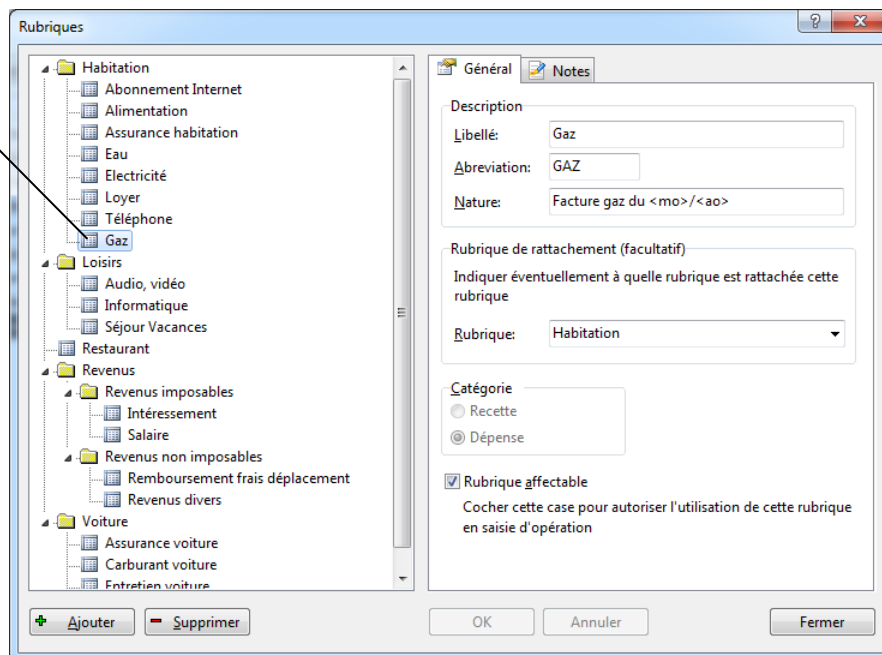 Rubriques
Habitation
Abonnement Internet
Alimentation
Assurance habitation
Eau
Electricité
Loyer
Téléphone
Gaz
Loisirs
Audio, vidéo
Informatique
Séjour Vacances
Restaurant
Revenus
Revenus imposables
Intéressement
Salaire
Revenus non imposables
Remboursement frais déplacement
Revenus divers
Voiture
Assurance voiture
Carburant voiture
Entretien voiture
Ajouter
Supprimer
Général
Notes
Description
Libellé: Gaz
Abreviation: GAZ
Nature: Facture gaz du <mo>/<ao>
Rubrique de rattachement (facultatif)
Indiquer éventuellement à quelle rubrique est rattachée cette
rubrique
Rubrique: Habitation
Catégorie
Recette
Dépense
Rubrique affectable
Cocher cette case pour autoriser l'utilisation de cette rubrique
en saisie d'opération
OK
Annuler
Fermer